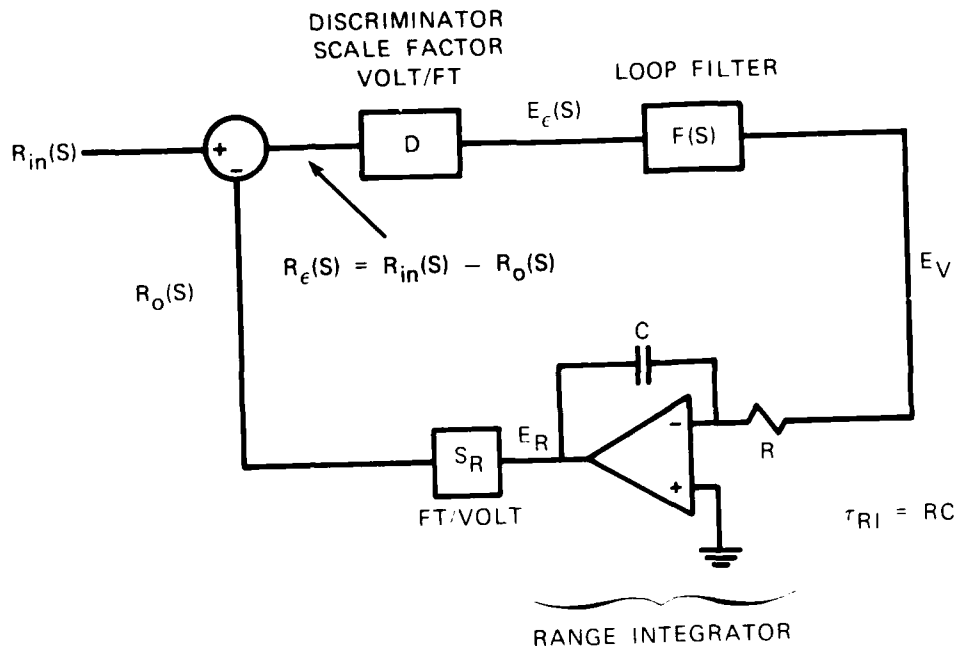 DISCRIMINATOR
SCALE FACTOR
VOLT/FT
LOOP FILTER
R_in(S)
+
−
D
E_ϵ(S)
F(S)
R_ϵ(S) = R_in(S) − R_o(S)
R_o(S)
E_V
C
E_R
S_R
FT/VOLT
−
+
R
τ_RI = RC
RANGE INTEGRATOR